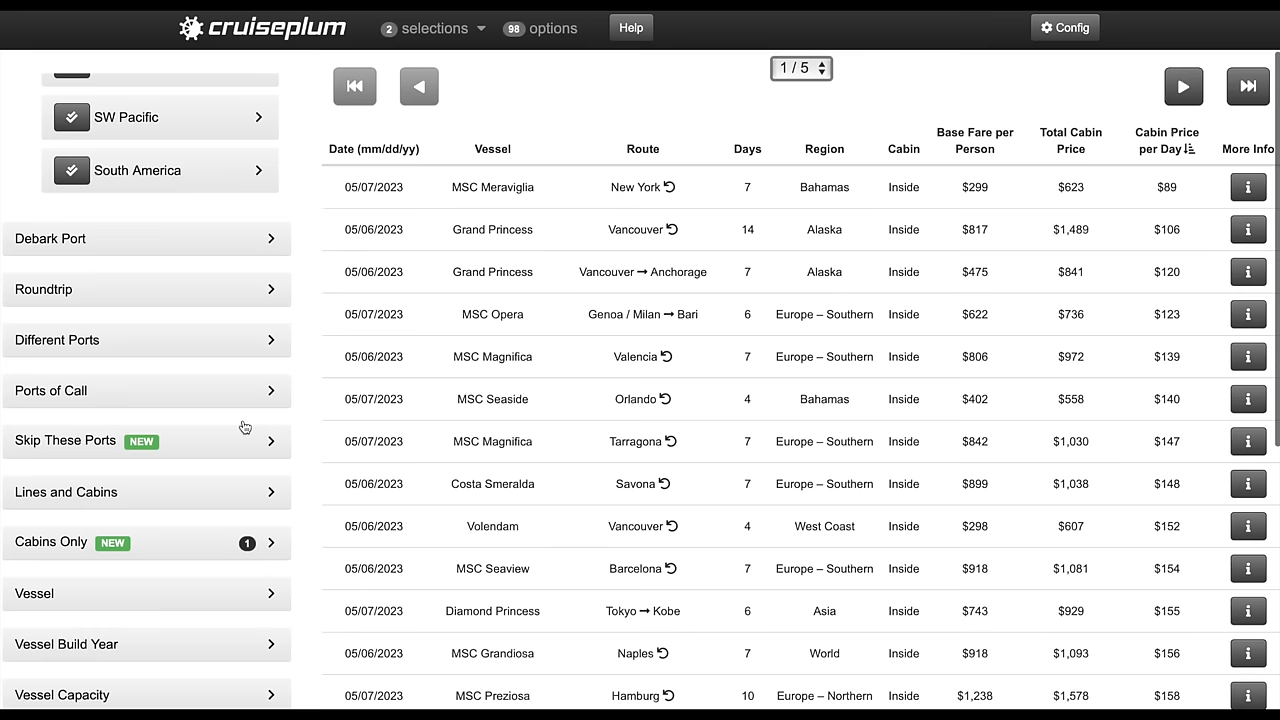 cruiseplum
2 selections
98 options
Help
Config
SW Pacific
South America
Debark Port
Roundtrip
Different Ports
Ports of Call
Skip These Ports NEW
Lines and Cabins
Cabins Only NEW 1
Vessel
Vessel Build Year
Vessel Capacity
1 / 5
Date (mm/dd/yy) Vessel Route Days Region Cabin Base Fare per Person Total Cabin Price Cabin Price per Day More Info
05/07/2023 MSC Meraviglia New York 7 Bahamas Inside $299 $623 $89
05/06/2023 Grand Princess Vancouver 14 Alaska Inside $817 $1,489 $106
05/06/2023 Grand Princess Vancouver → Anchorage 7 Alaska Inside $475 $841 $120
05/07/2023 MSC Opera Genoa / Milan → Bari 6 Europe – Southern Inside $622 $736 $123
05/06/2023 MSC Magnifica Valencia 7 Europe – Southern Inside $806 $972 $139
05/07/2023 MSC Seaside Orlando 4 Bahamas Inside $402 $558 $140
05/07/2023 MSC Magnifica Tarragona 7 Europe – Southern Inside $842 $1,030 $147
05/06/2023 Costa Smeralda Savona 7 Europe – Southern Inside $899 $1,038 $148
05/06/2023 Volendam Vancouver 4 West Coast Inside $298 $607 $152
05/06/2023 MSC Seaview Barcelona 7 Europe – Southern Inside $918 $1,081 $154
05/07/2023 Diamond Princess Tokyo → Kobe 6 Asia Inside $743 $929 $155
05/06/2023 MSC Grandiosa Naples 7 World Inside $918 $1,093 $156
05/07/2023 MSC Preziosa Hamburg 10 Europe – Northern Inside $1,238 $1,578 $158